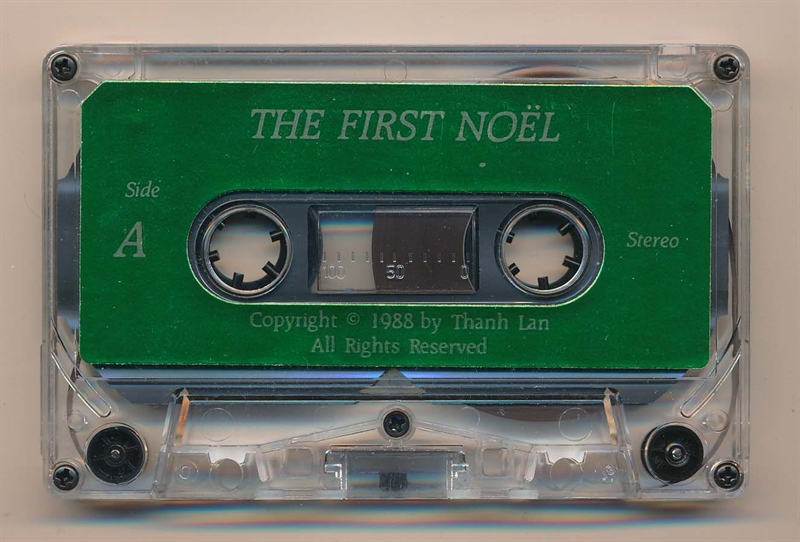 THE FIRST NOËL
Side
A
Stereo
100 50 0
Copyright © 1988 by Thanh Lan
All Rights Reserved